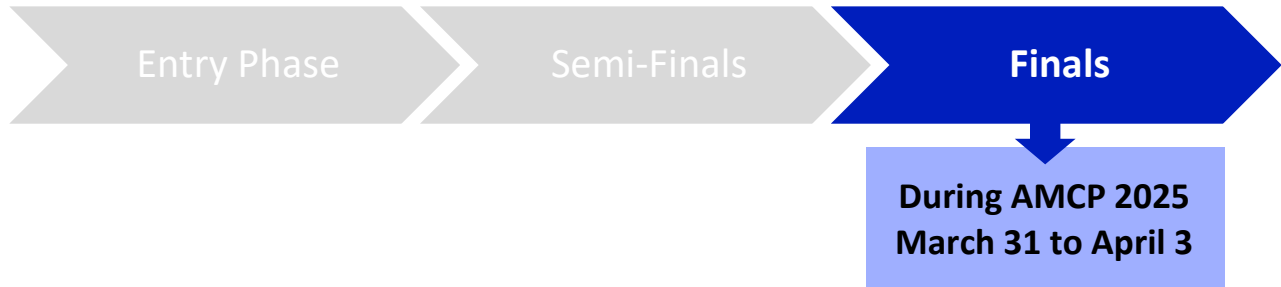 Entry Phase
Semi-Finals
Finals
During AMCP 2025
March 31 to April 3